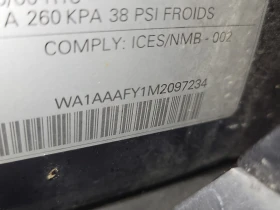 A 260 KPA 38 PSI FROIDS
COMPLY: ICES/NMB - 002
WA1AAAFY1M2097234